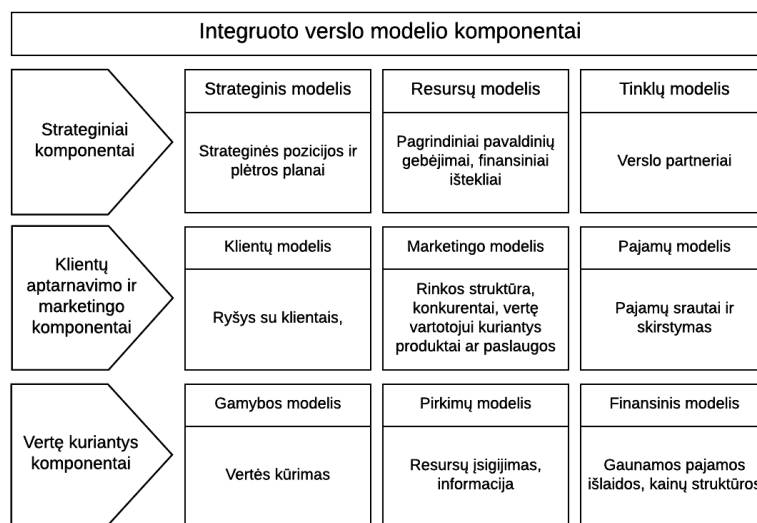 Integruoto verslo modelio komponentai
Strateginiai
komponentai
Strateginis modelis
Strateginės pozicijos ir
plėtros planai
Resursų modelis
Pagrindiniai pavaldinių
gebėjimai, finansiniai
ištekliai
Tinklų modelis
Verslo partneriai
Klientų
aptarnavimo ir
marketingo
komponentai
Klientų modelis
Ryšys su klientais,
Marketingo modelis
Rinkos struktūra,
konkurentai, vertę
vartotojui kuriantys
produktai ar paslaugos
Pajamų modelis
Pajamų srautai ir
skirstymas
Vertę kuriantys
komponentai
Gamybos modelis
Vertės kūrimas
Pirkimų modelis
Resursų įsigijimas,
informacija
Finansinis modelis
Gaunamos pajamos
išlaidos, kainų struktūros